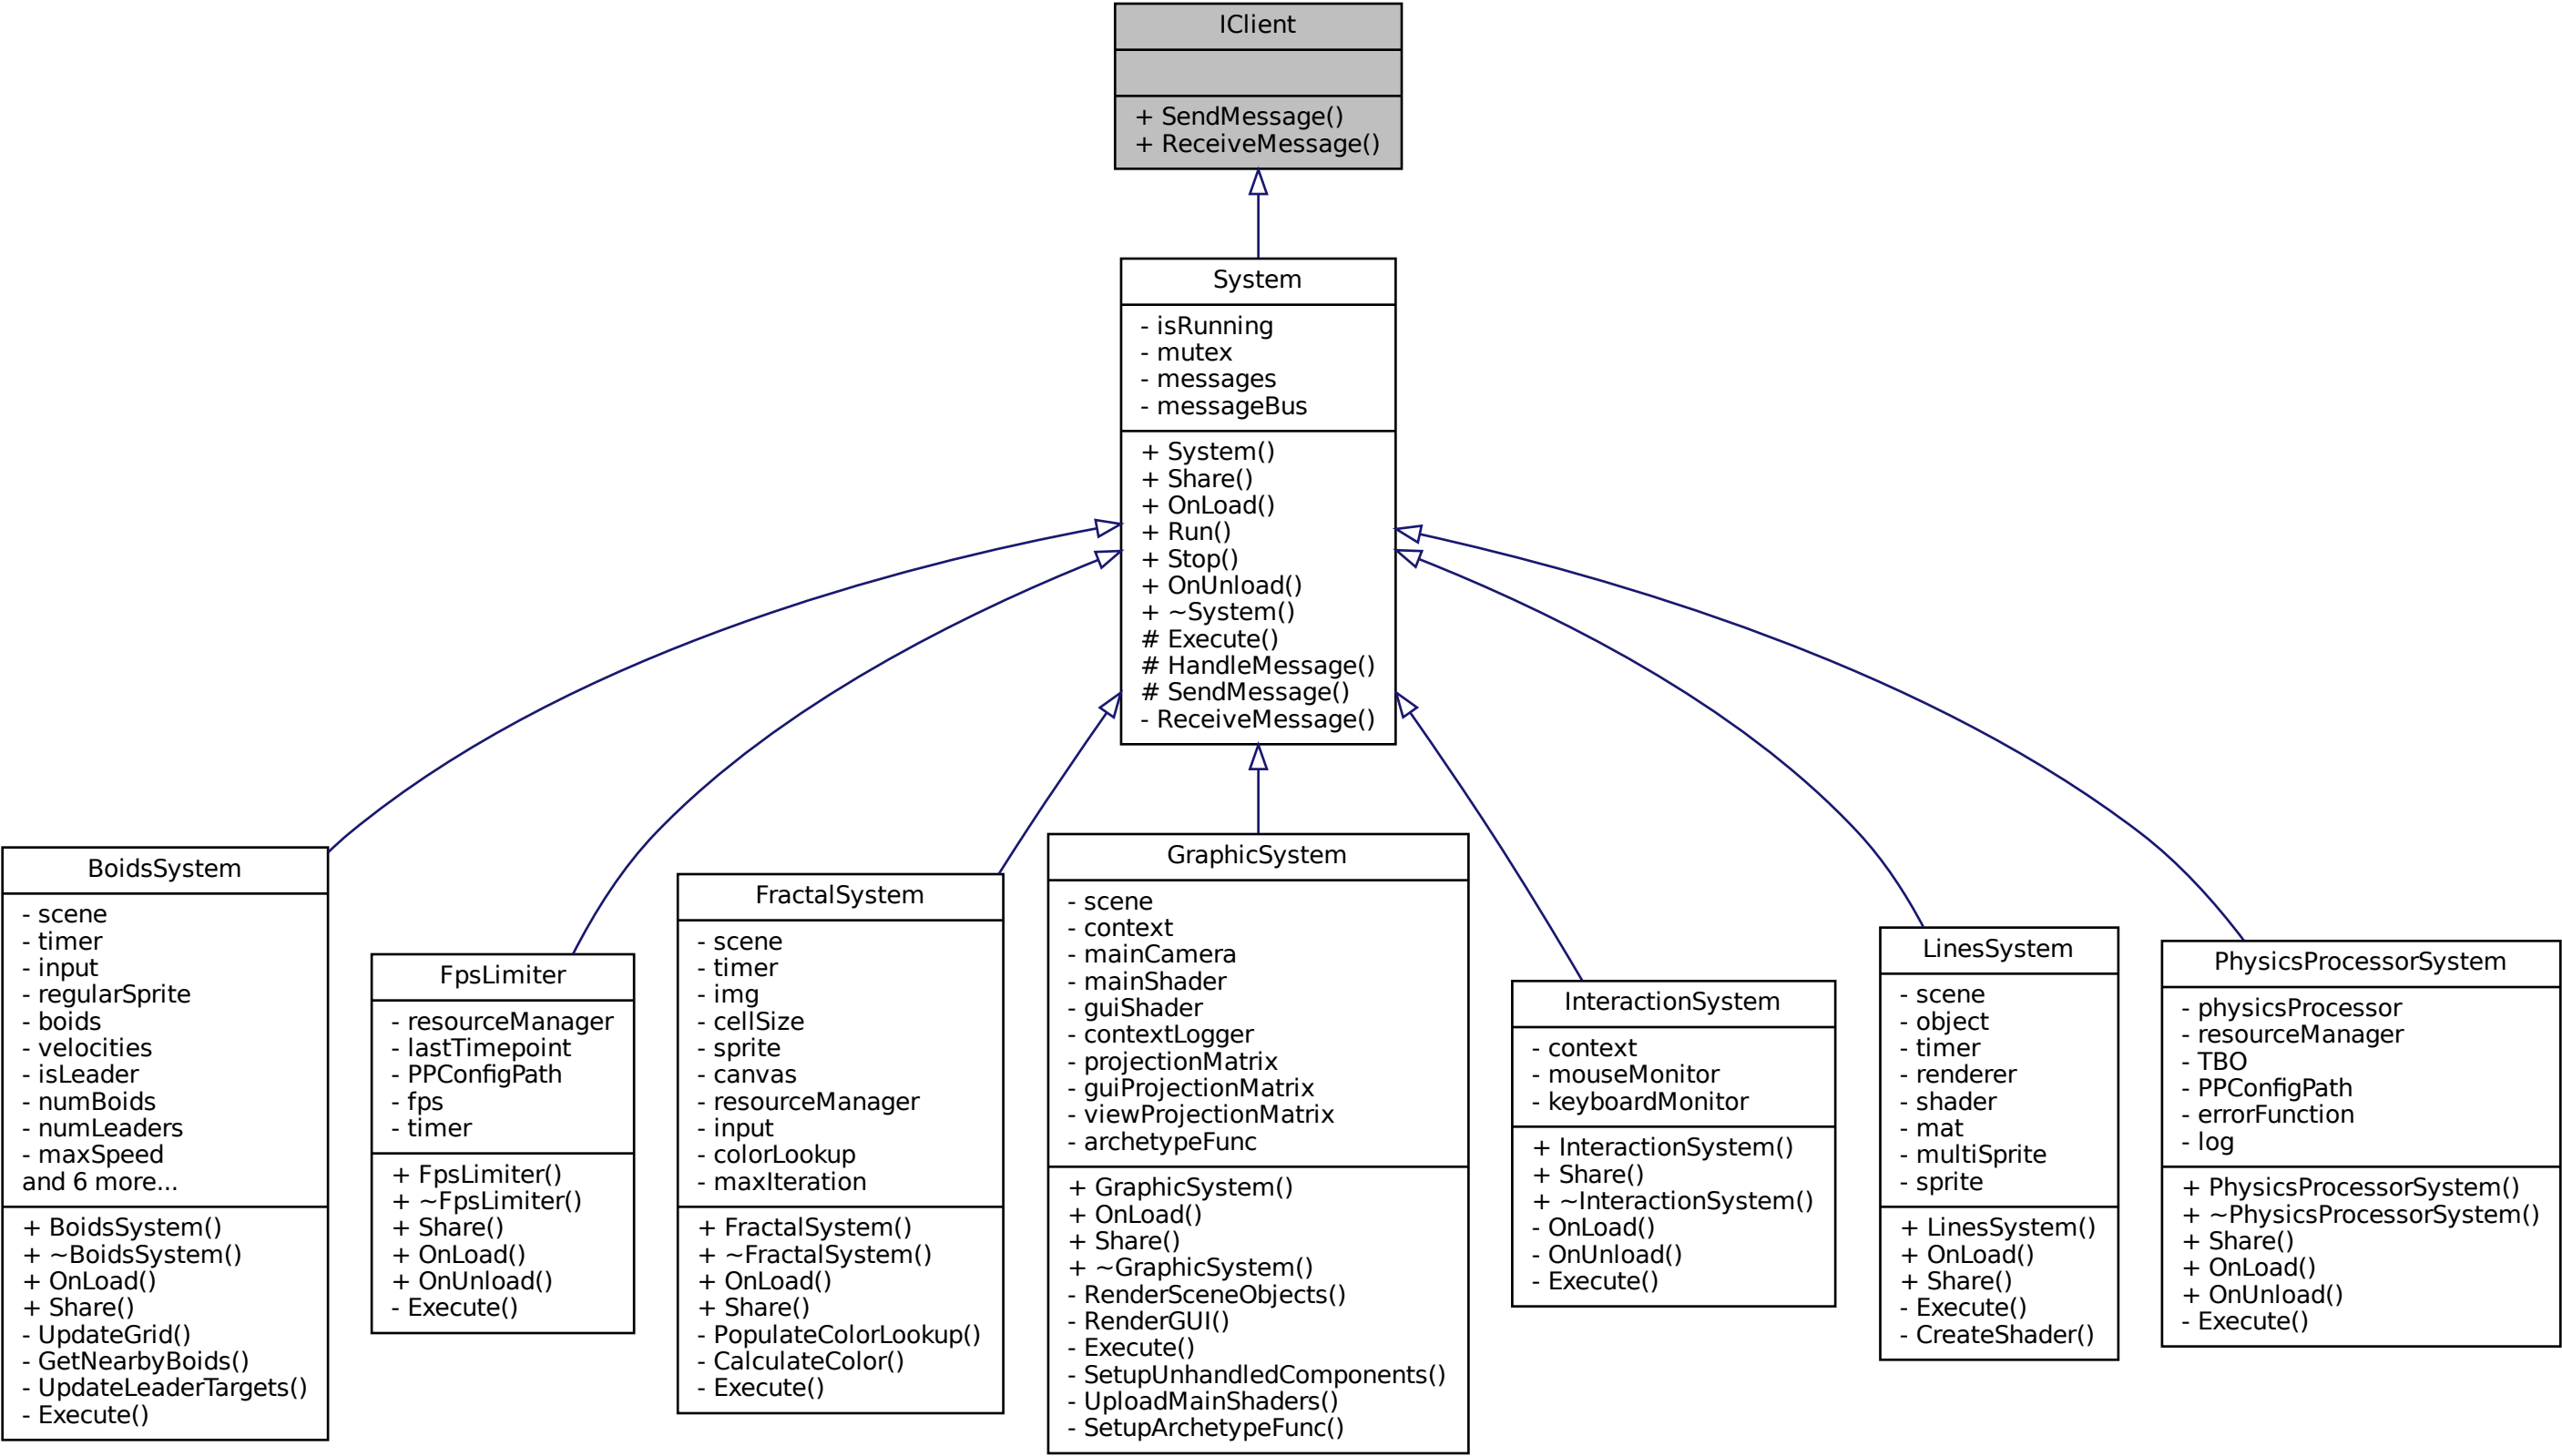 IClient
+ SendMessage()
+ ReceiveMessage()
System
- isRunning
- mutex
- messages
- messageBus
+ System()
+ Share()
+ OnLoad()
+ Run()
+ Stop()
+ OnUnload()
+ ~System()
# Execute()
# HandleMessage()
# SendMessage()
- ReceiveMessage()
BoidsSystem
- scene
- timer
- input
- regularSprite
- boids
- velocities
- isLeader
- numBoids
- numLeaders
- maxSpeed
and 6 more...
+ BoidsSystem()
+ ~BoidsSystem()
+ OnLoad()
+ Share()
- UpdateGrid()
- GetNearbyBoids()
- UpdateLeaderTargets()
- Execute()
FpsLimiter
- resourceManager
- lastTimepoint
- PPConfigPath
- fps
- timer
+ FpsLimiter()
+ ~FpsLimiter()
+ Share()
+ OnLoad()
+ OnUnload()
- Execute()
FractalSystem
- scene
- timer
- img
- cellSize
- sprite
- canvas
- resourceManager
- input
- colorLookup
- maxIteration
+ FractalSystem()
+ ~FractalSystem()
+ OnLoad()
+ Share()
- PopulateColorLookup()
- CalculateColor()
- Execute()
GraphicSystem
- scene
- context
- mainCamera
- mainShader
- guiShader
- contextLogger
- projectionMatrix
- guiProjectionMatrix
- viewProjectionMatrix
- archetypeFunc
+ GraphicSystem()
+ OnLoad()
+ Share()
+ ~GraphicSystem()
- RenderSceneObjects()
- RenderGUI()
- Execute()
- SetupUnhandledComponents()
- UploadMainShaders()
- SetupArchetypeFunc()
InteractionSystem
- context
- mouseMonitor
- keyboardMonitor
+ InteractionSystem()
+ Share()
+ ~InteractionSystem()
- OnLoad()
- OnUnload()
- Execute()
LinesSystem
- scene
- object
- timer
- renderer
- shader
- mat
- multiSprite
- sprite
+ LinesSystem()
+ OnLoad()
+ Share()
- Execute()
- CreateShader()
PhysicsProcessorSystem
- physicsProcessor
- resourceManager
- TBO
- PPConfigPath
- errorFunction
- log
+ PhysicsProcessorSystem()
+ ~PhysicsProcessorSystem()
+ Share()
+ OnLoad()
+ OnUnload()
- Execute()